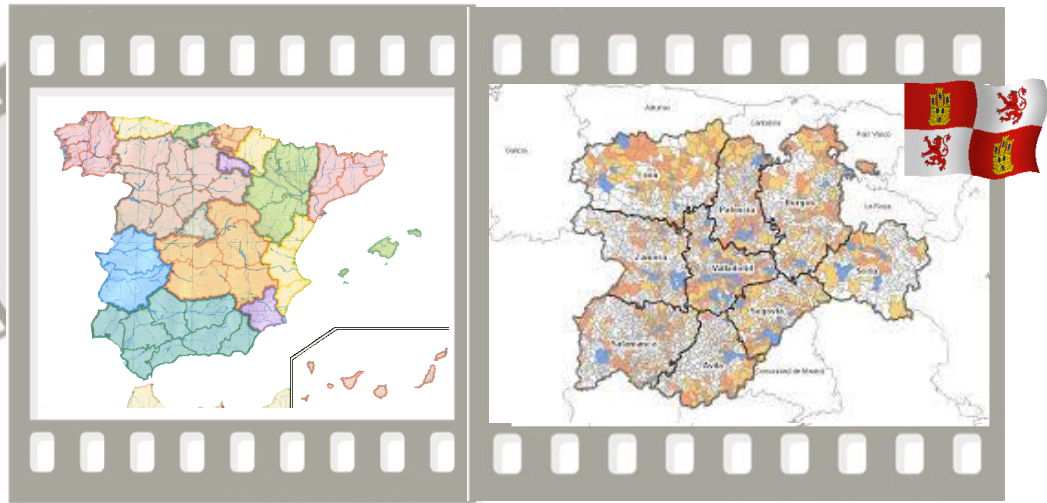 Asturias
Cantabria
País Vasco
Galicia
León
Palencia
Burgos
La Rioja
Zamora
Valladolid
Soria
Segovia
Salamanca
Ávila
Comunidad de Madrid